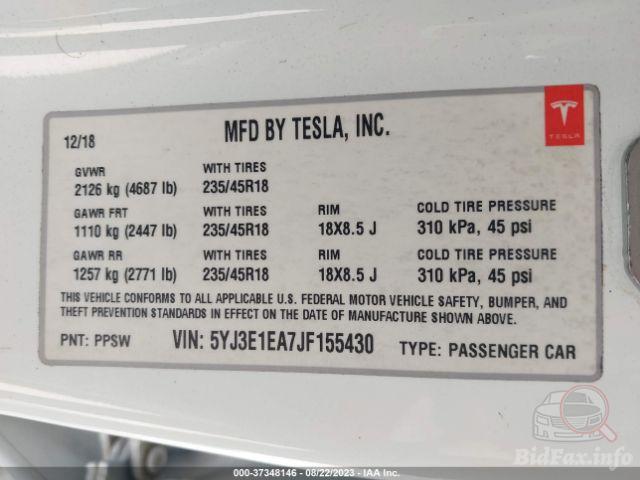 12/18 MFD BY TESLA, INC. TESLA
GVWR WITH TIRES
2126 kg (4687 lb) 235/45R18
GAWR FRT WITH TIRES RIM COLD TIRE PRESSURE
1110 kg (2447 lb) 235/45R18 18X8.5 J 310 kPa, 45 psi
GAWR RR WITH TIRES RIM COLD TIRE PRESSURE
1257 kg (2771 lb) 235/45R18 18X8.5 J 310 kPa, 45 psi
THIS VEHICLE CONFORMS TO ALL APPLICABLE U.S. FEDERAL MOTOR VEHICLE SAFETY, BUMPER, AND
THEFT PREVENTION STANDARDS IN EFFECT ON THE DATE OF MANUFACTURE SHOWN ABOVE.
PNT: PPSW VIN: 5YJ3E1EA7JF155430 TYPE: PASSENGER CAR
BidFax.info
000-37348146 - 08/22/2023 - IAA Inc.